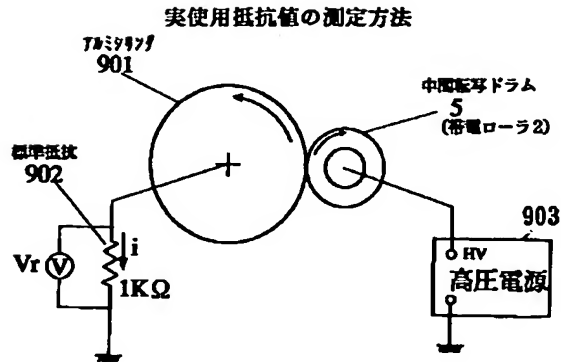 実使用抵抗値の測定方法
アルミシリンダ
901
中間転写ドラム
5
(帯電ローラ2)
標準抵抗
902
903
i
Vr
V
1KΩ
HV
高圧電源